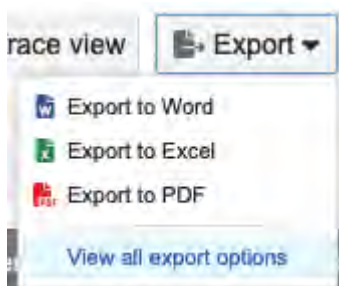 race view Export
Export to Word
Export to Excel
Export to PDF
View all export options